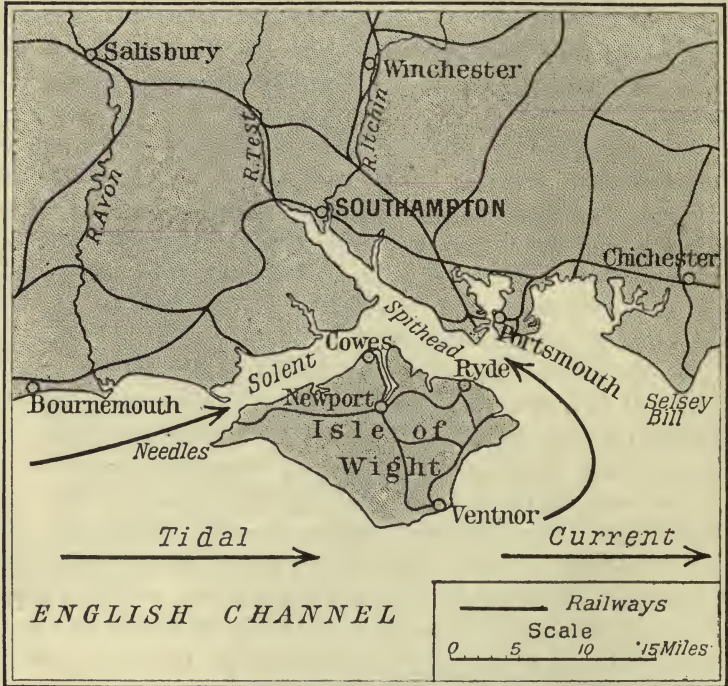 Salisbury
Winchester
R. Test
R. Itchin
R. Avon
SOUTHAMPTON
Chichester
Spithead
Portsmouth
Solent
Cowes
Ryde
Bournemouth
Newport
Selsey
Bill
Needles
Isle of
Wight
Ventnor
Tidal Current
ENGLISH CHANNEL
Railways
Scale
0 5 10 15 Miles